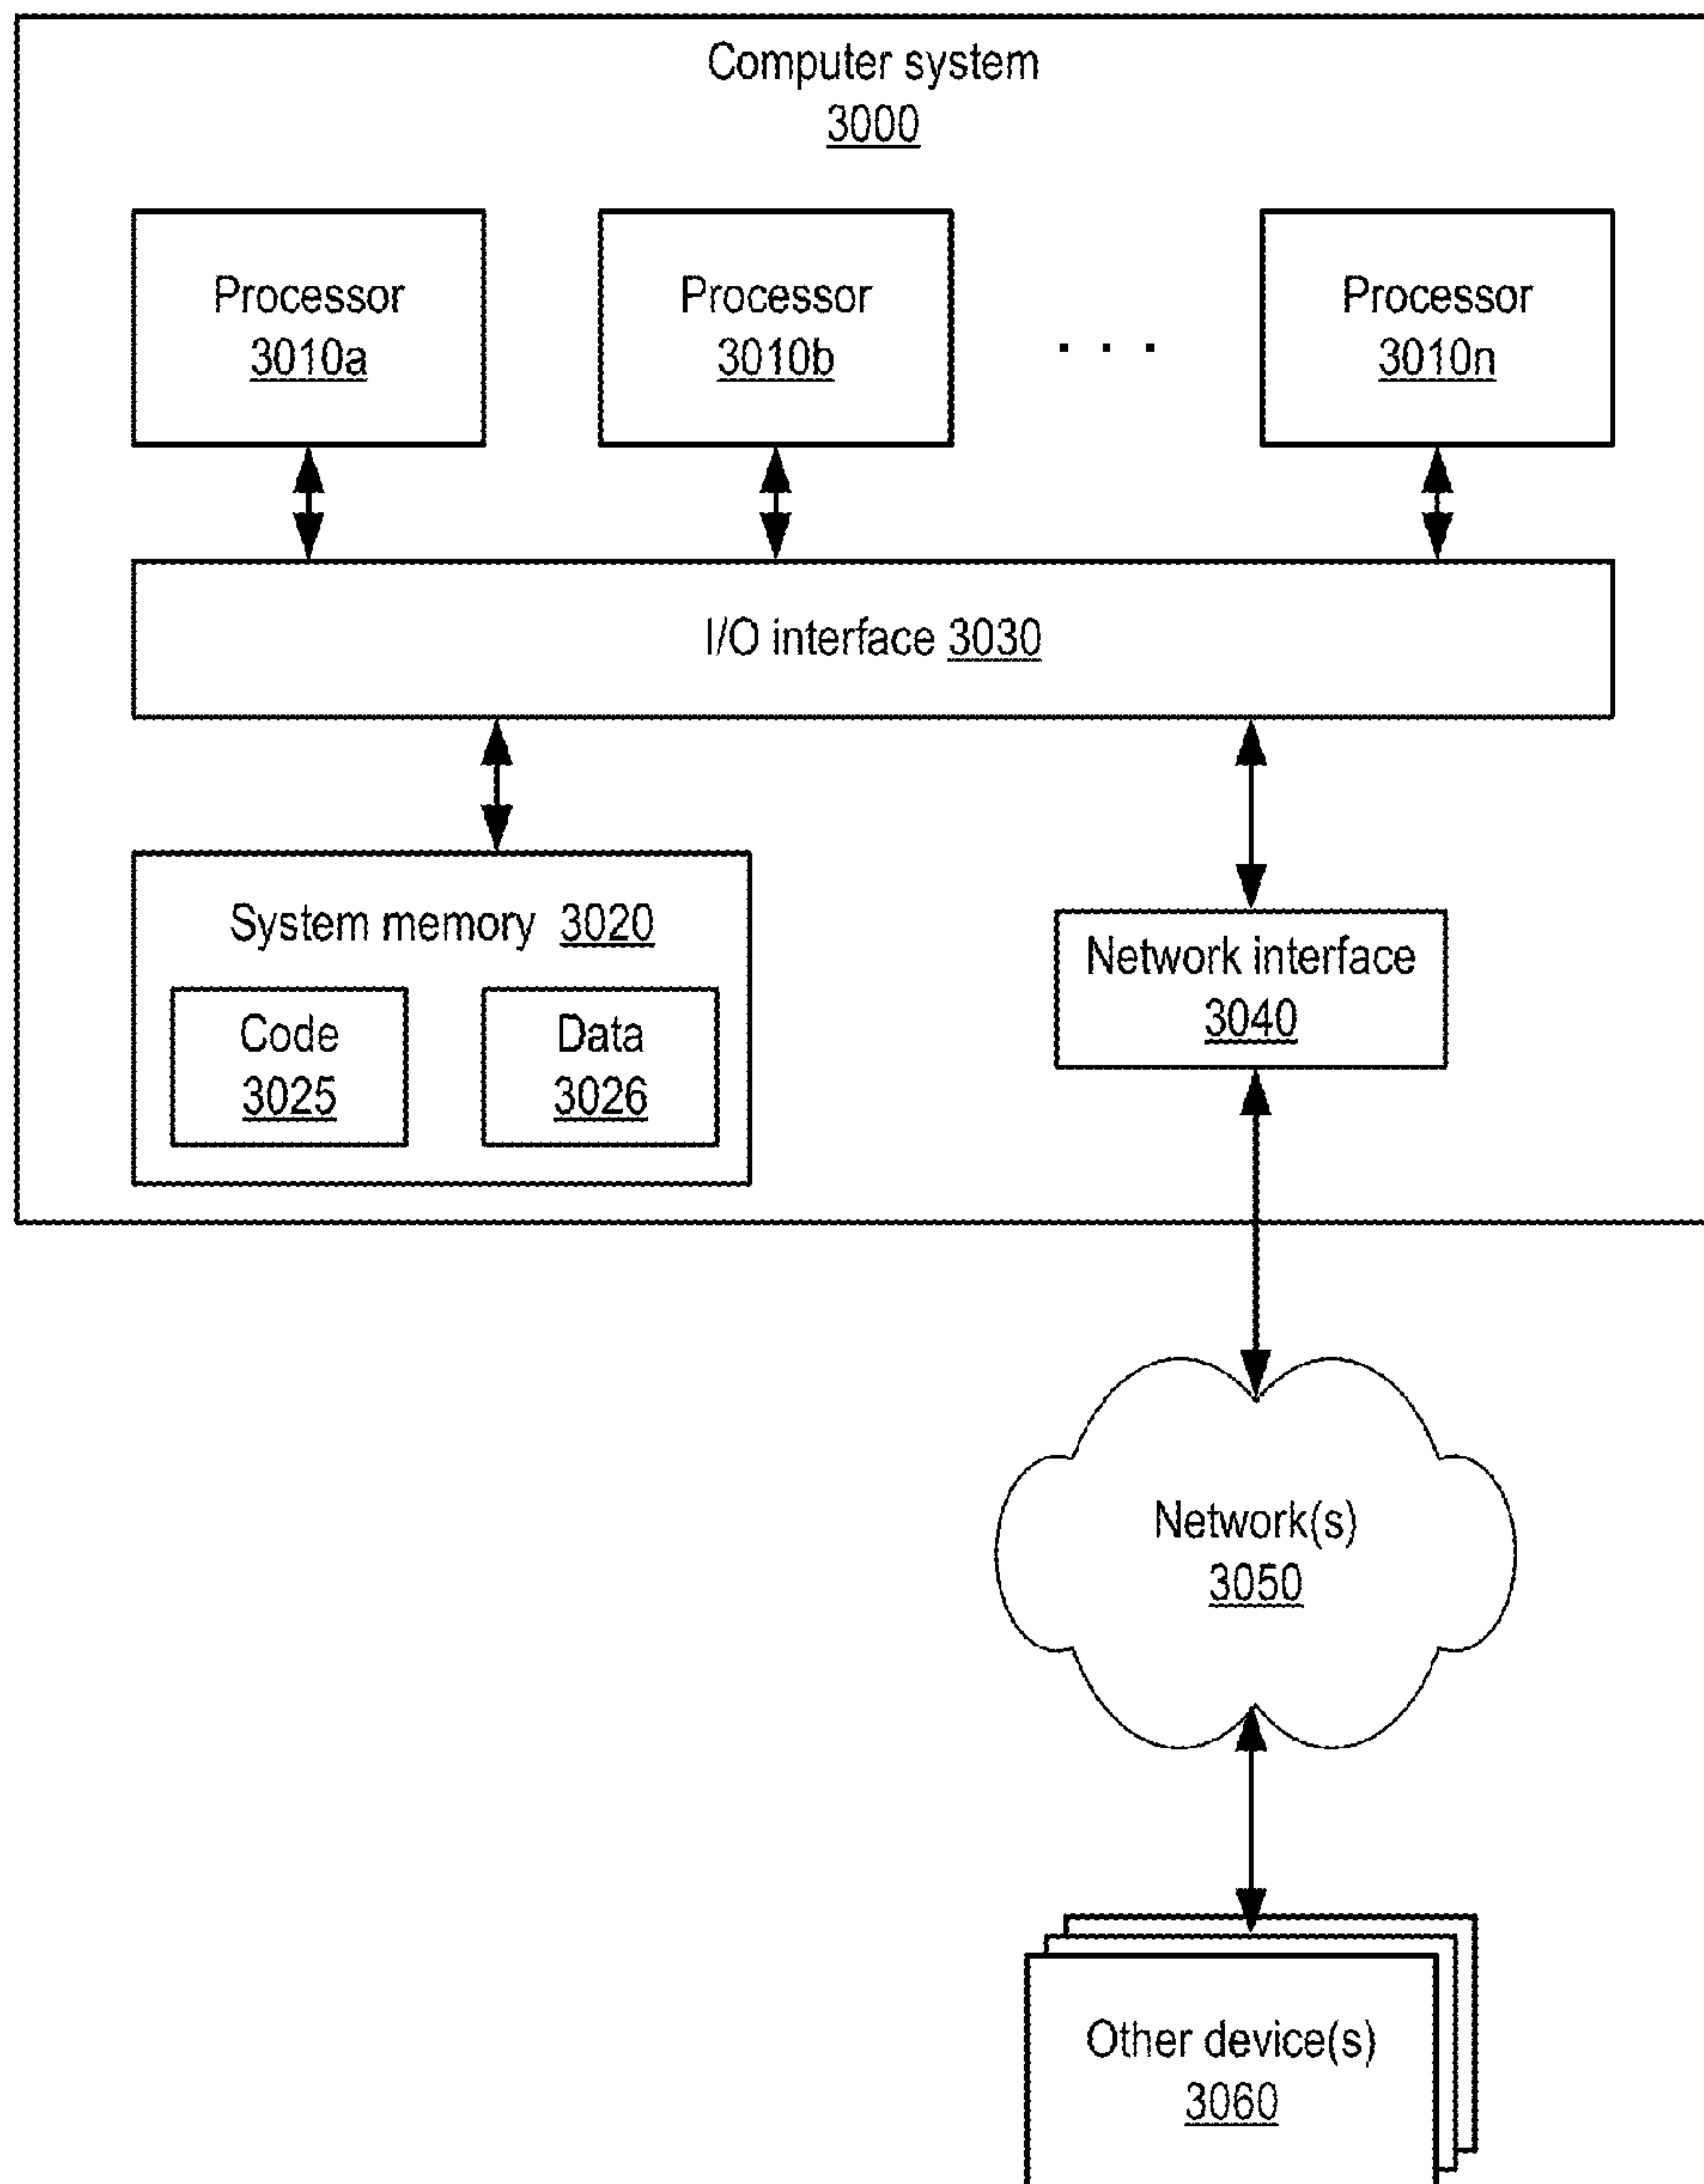 Computer system
3000
Processor
3010a
Processor
3010b
. . .
Processor
3010n
I/O interface 3030
System memory 3020
Code
3025
Data
3026
Network interface
3040
Network(s)
3050
Other device(s)
3060